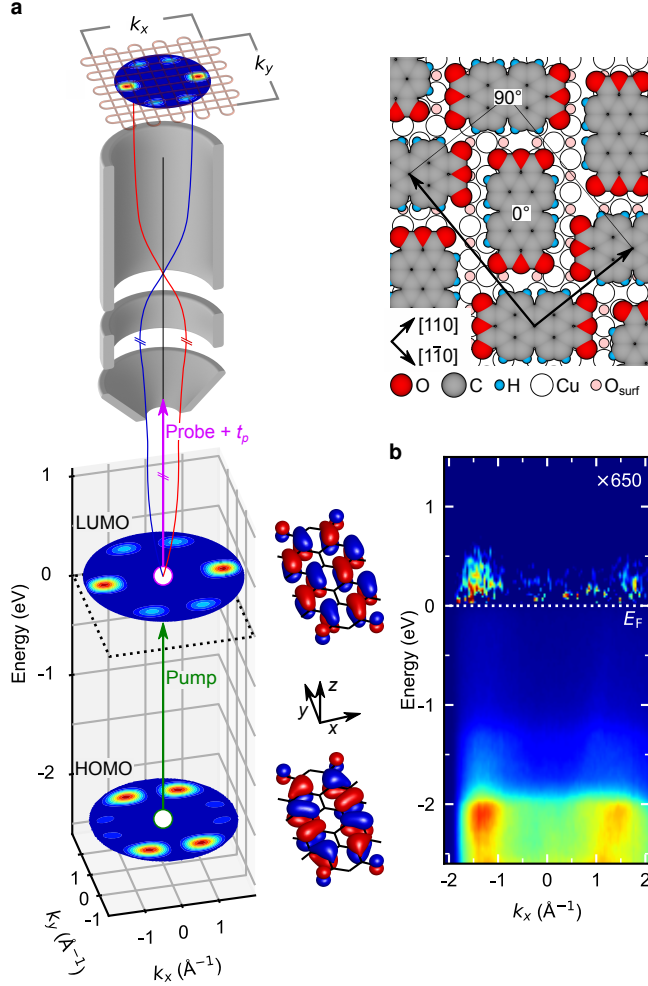 a
kx
ky
90°
0°
[110]
[11̅0]
O C H Cu Osurf
Probe + tp
1
LUMO
0
Energy (eV)
-1
Pump
z
y
x
HOMO
-2
1
0
-1
ky (Å⁻¹)
-1 0 1
kx (Å⁻¹)
b
×650
1
0
EF
Energy (eV)
-1
-2
-2 -1 0 1 2
kx (Å⁻¹)